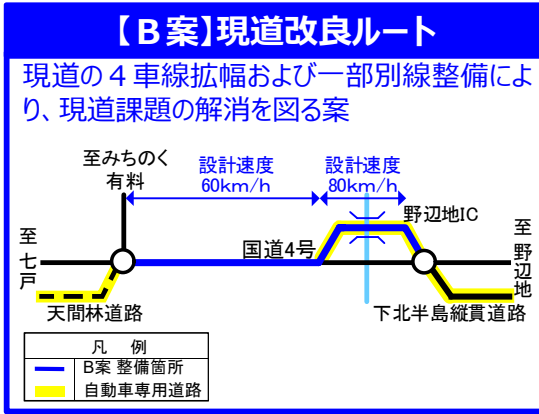 【Ｂ案】現道改良ルート
現道の４車線拡幅および一部別線整備によ
り、現道課題の解消を図る案
至みちのく
有料
設計速度
60km/h
設計速度
80km/h
野辺地IC
至七戸
国道4号
至野辺地
天間林道路
下北半島縦貫道路
凡　例
B案 整備箇所
自動車専用道路